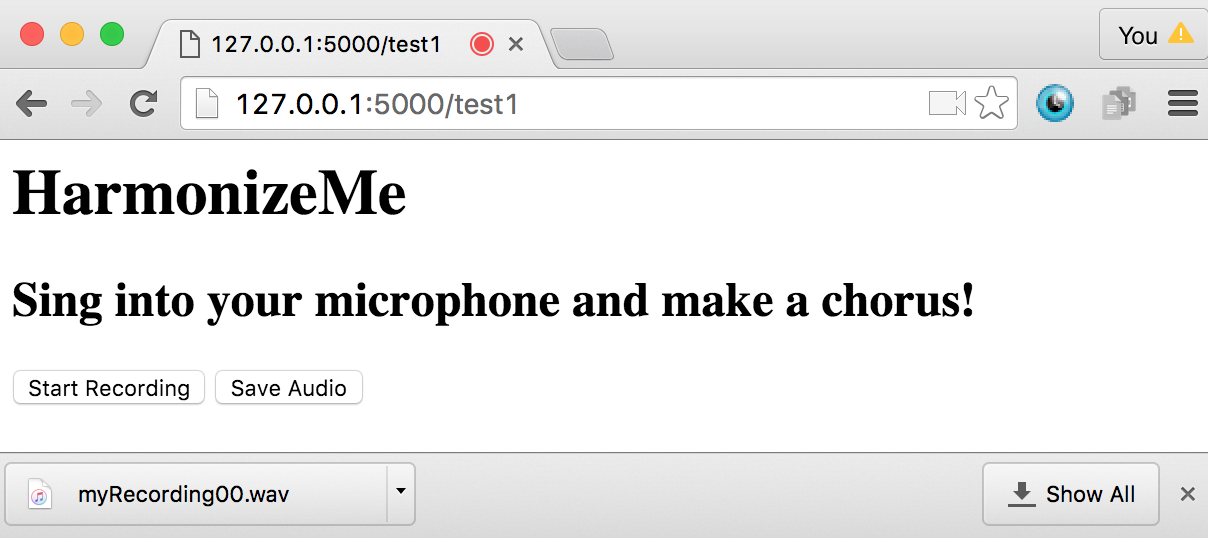 127.0.0.1:5000/test1
You
127.0.0.1:5000/test1
HarmonizeMe
Sing into your microphone and make a chorus!
Start Recording Save Audio
myRecording00.wav Show All